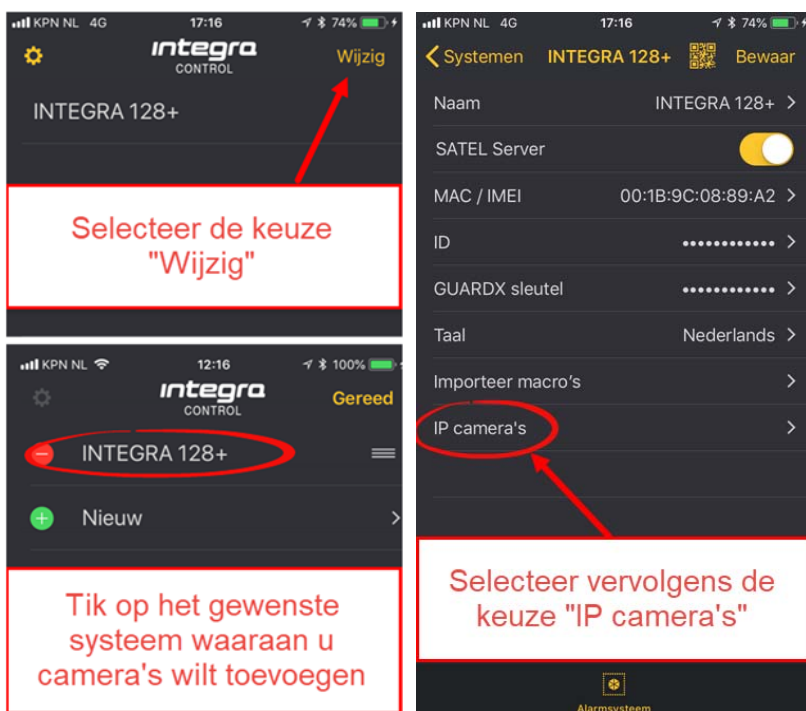 KPN NL 4G 17:16 74%
ıntegra
CONTROL
Wijzig
INTEGRA 128+
Selecteer de keuze
"Wijzig"
KPN NL 12:16 100%
ıntegra
CONTROL
Gereed
INTEGRA 128+
Nieuw
Tik op het gewenste
systeem waaraan u
camera's wilt toevoegen
KPN NL 4G 17:16 74%
Systemen INTEGRA 128+ Bewaar
Naam INTEGRA 128+
SATEL Server
MAC / IMEI 00:1B:9C:08:89:A2
ID ••••••••••••
GUARDX sleutel ••••••••••••
Taal Nederlands
Importeer macro's
IP camera's
Selecteer vervolgens de
keuze "IP camera's"
Alarmsysteem